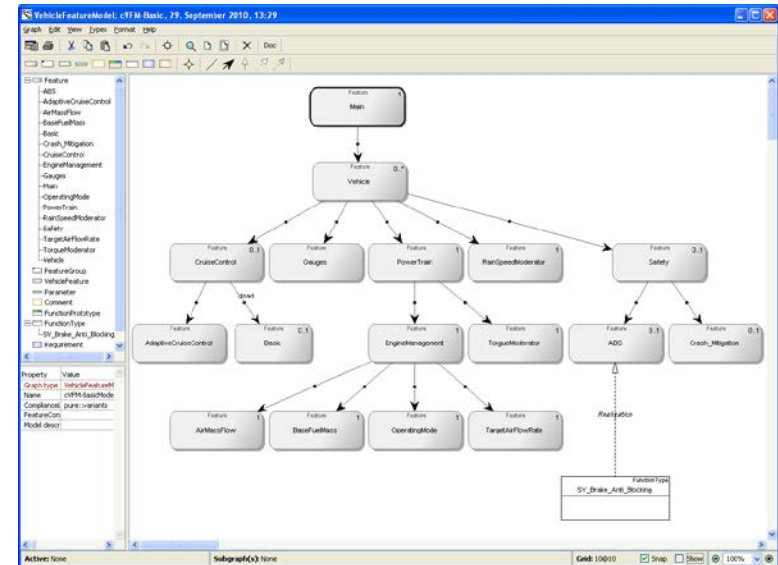 VehicleFeatureModel: cVFM-Basic, 29. September 2010, 13:29
Graph Edit View Types Format Help
Doc
Feature
ABS
AdaptiveCruiseControl
AirMassFlow
BaseFuelMass
Basic
Crash_Mitigation
CruiseControl
EngineManagement
Gauges
Main
OperatingMode
PowerTrain
RainSpeedModerator
Safety
TargetAirFlowRate
TorqueModerator
Vehicle
FeatureGroup
VehicleFeature
Parameter
Comment
FunctionPrototype
FunctionType
SV_Brake_Anti_Blocking
Requirement
Property Value
Graph type VehicleFeatureM
Name cVFM-BasicMode
Compliancel pure::variants
FeatureCon
Model descr
Feature 1
Main
Feature 0..*
Vehicle
Feature 0..1
CruiseControl
Feature
Gauges
Feature 1
PowerTrain
Feature 1
RainSpeedModerator
Feature 0..1
Safety
Feature
AdaptiveCruiseControl
Feature 0..1
Basic
Feature 1
EngineManagement
Feature 1
TorqueModerator
Feature 0..1
ABS
Feature 0..1
Crash_Mitigation
Feature 1
AirMassFlow
Feature 1
BaseFuelMass
Feature 1
OperatingMode
Feature 1
TargetAirFlowRate
Realization
FunctionType
SV_Brake_Anti_Blocking
Active: None Subgraph(s): None Grid: 10@10 Snap Show 100%